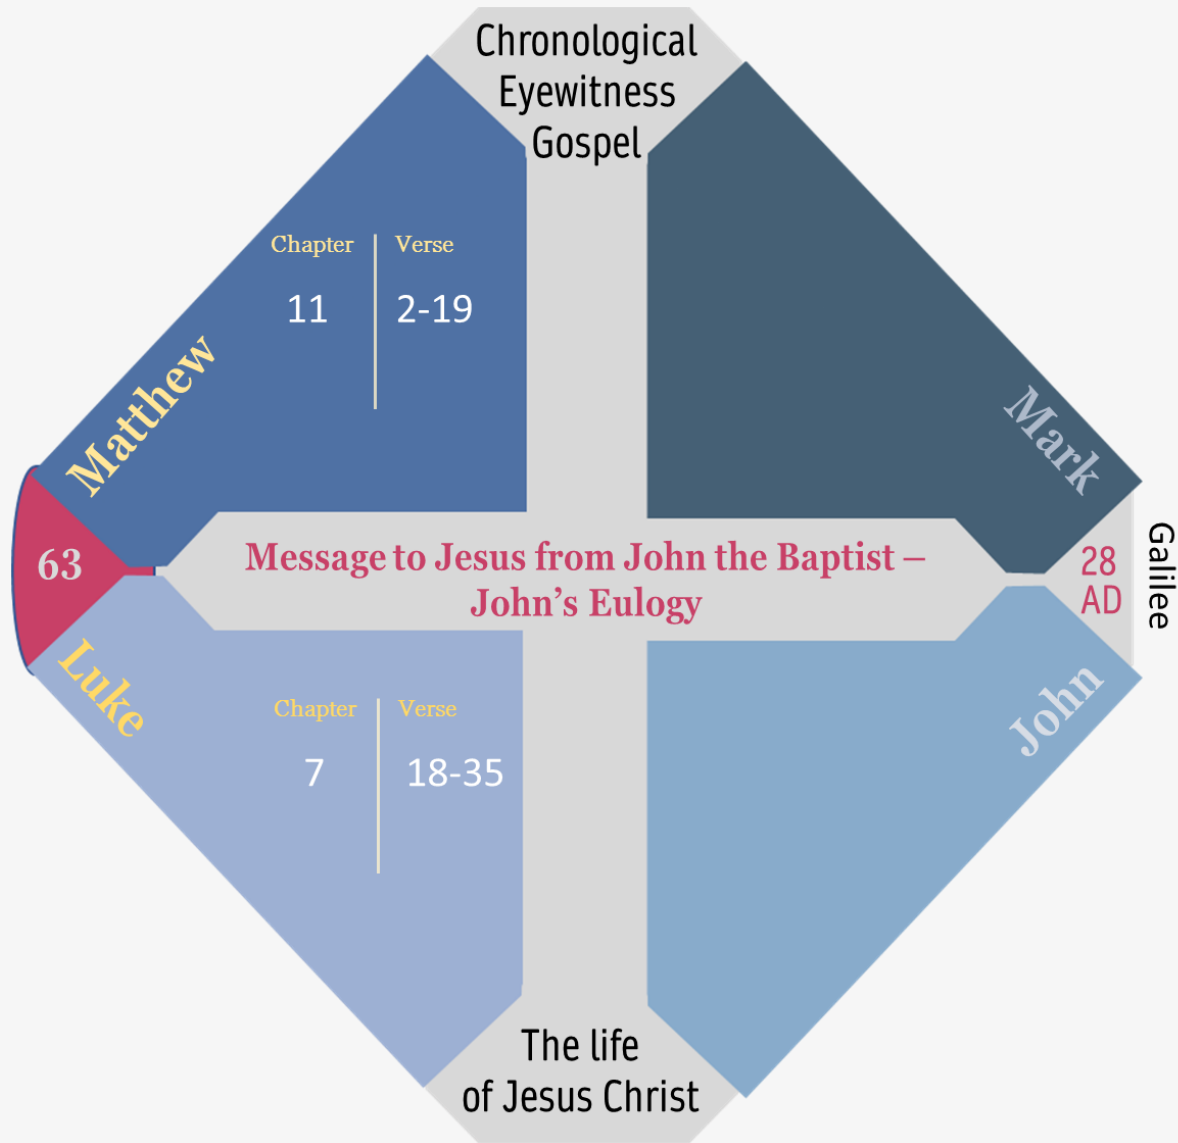 Chronological
Eyewitness
Gospel
Chapter
Verse
11
2-19
Matthew
Mark
63
Message to Jesus from John the Baptist –
John’s Eulogy
28
AD
Galilee
Luke
Chapter
Verse
7
18-35
John
The life
of Jesus Christ